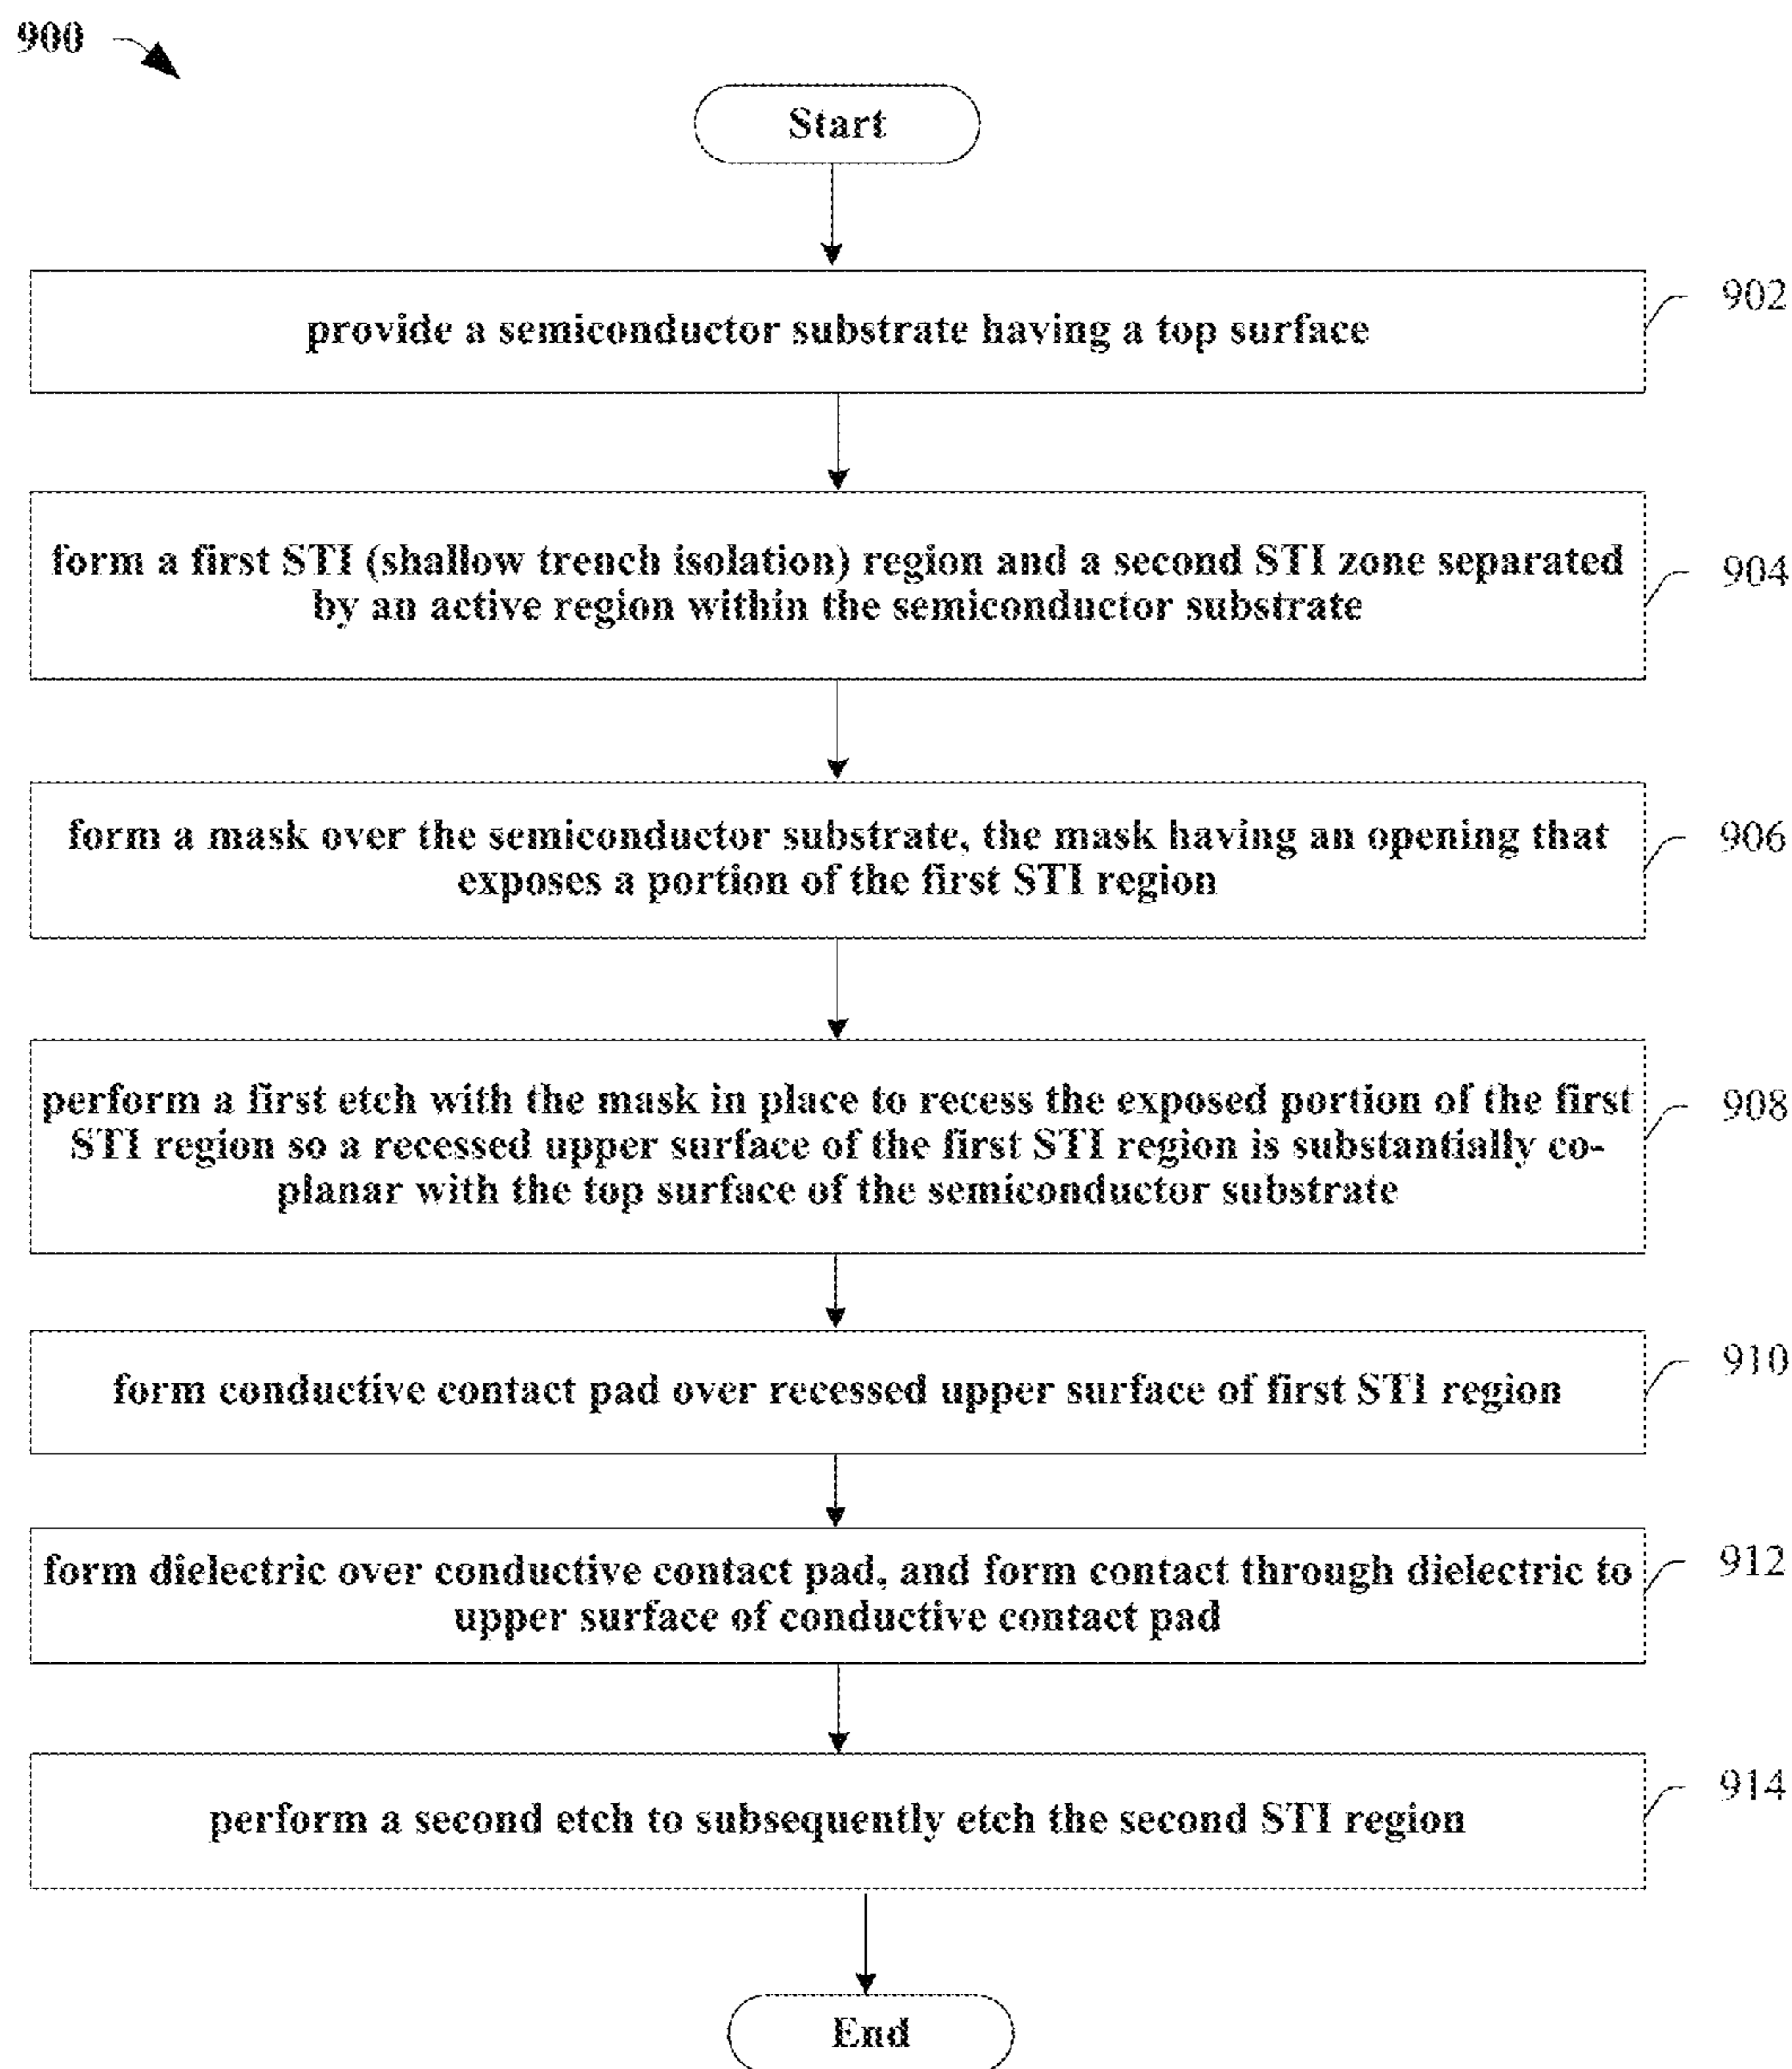 900
Start
provide a semiconductor substrate having a top surface
902
form a first STI (shallow trench isolation) region and a second STI zone separated
by an active region within the semiconductor substrate
904
form a mask over the semiconductor substrate, the mask having an opening that
exposes a portion of the first STI region
906
perform a first etch with the mask in place to recess the exposed portion of the first
STI region so a recessed upper surface of the first STI region is substantially co-
planar with the top surface of the semiconductor substrate
908
form conductive contact pad over recessed upper surface of first STI region
910
form dielectric over conductive contact pad, and form contact through dielectric to
upper surface of conductive contact pad
912
perform a second etch to subsequently etch the second STI region
914
End